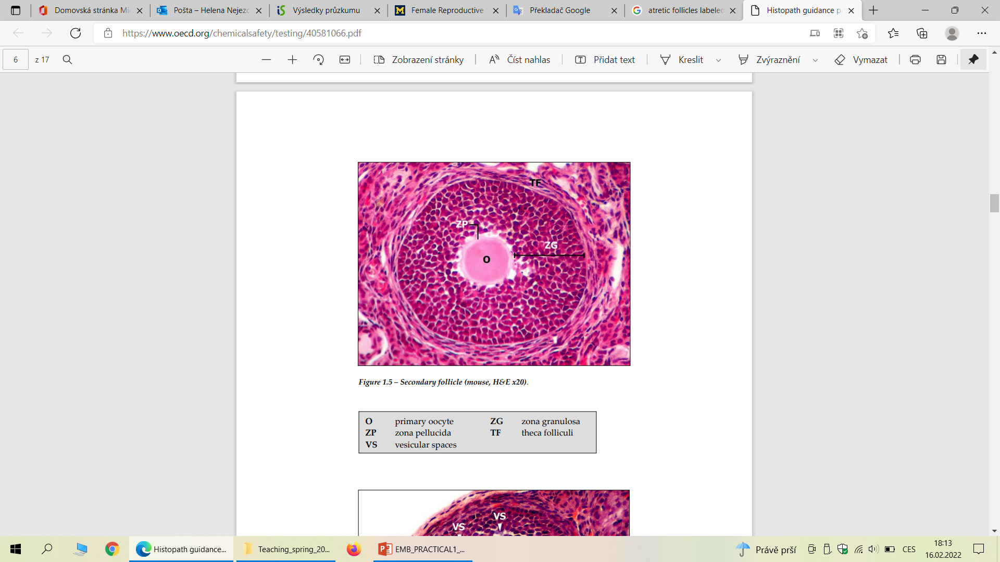 Domovská stránka Mi
Pošta – Helena Nejezc
Výsledky průzkumu
Female Reproductive S
Překladač Google
atretic follicles labeled
Histopath guidance p
https://www.oecd.org/chemicalsafety/testing/40581066.pdf
6 z 17
Zobrazení stránky
Číst nahlas
Přidat text
Kreslit
Zvýraznění
Vymazat
TF
ZP
ZG
O
Figure 1.5 – Secondary follicle (mouse, H&E x20).
O primary oocyte ZG zona granulosa
ZP zona pellucida TF theca folliculi
VS vesicular spaces
VS
VS
Histopath guidance...
Teaching_spring_20...
EMB_PRACTICAL1_...
Právě prší
CES
18:13
16.02.2022